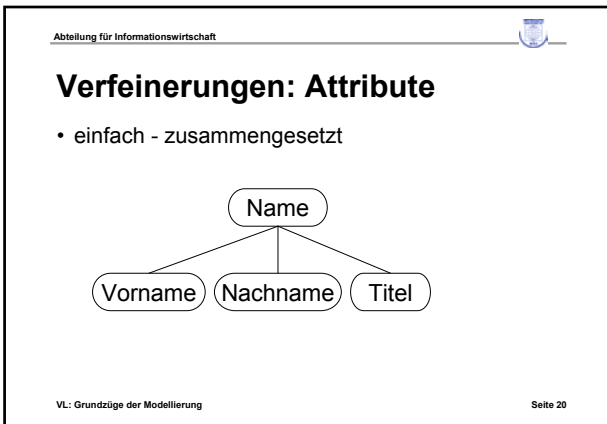 Abteilung für Informationswirtschaft
Verfeinerungen: Attribute
• einfach - zusammengesetzt
Name
Vorname Nachname Titel
VL: Grundzüge der Modellierung Seite 20